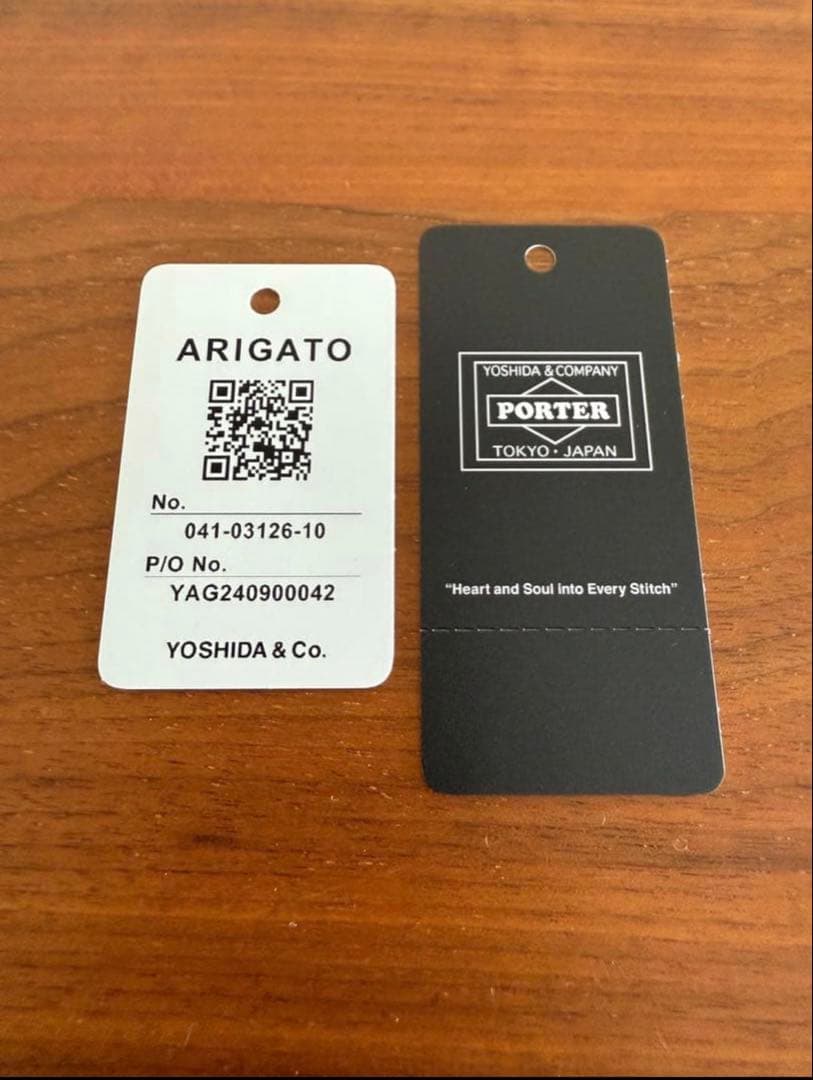 ARIGATO
No.
041-03126-10
P/O No.
YAG240900042
YOSHIDA & Co.
YOSHIDA & COMPANY
PORTER
TOKYO・JAPAN
“Heart and Soul into Every Stitch”